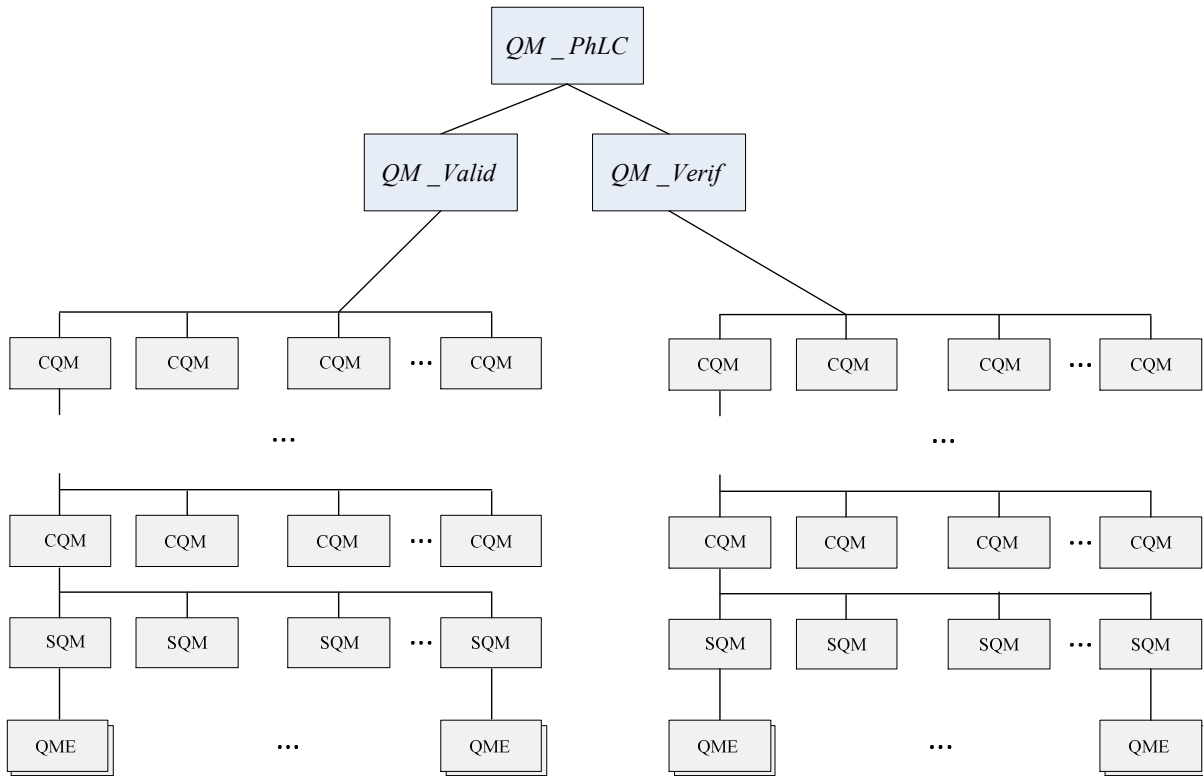 QM _ PhLC
QM _Valid QM _Verif
CQM CQM CQM ... CQM CQM CQM CQM ... CQM
... ...
CQM CQM CQM ... CQM CQM CQM CQM ... CQM
SQM SQM SQM ... SQM SQM SQM SQM ... SQM
QME ... QME QME ... QME